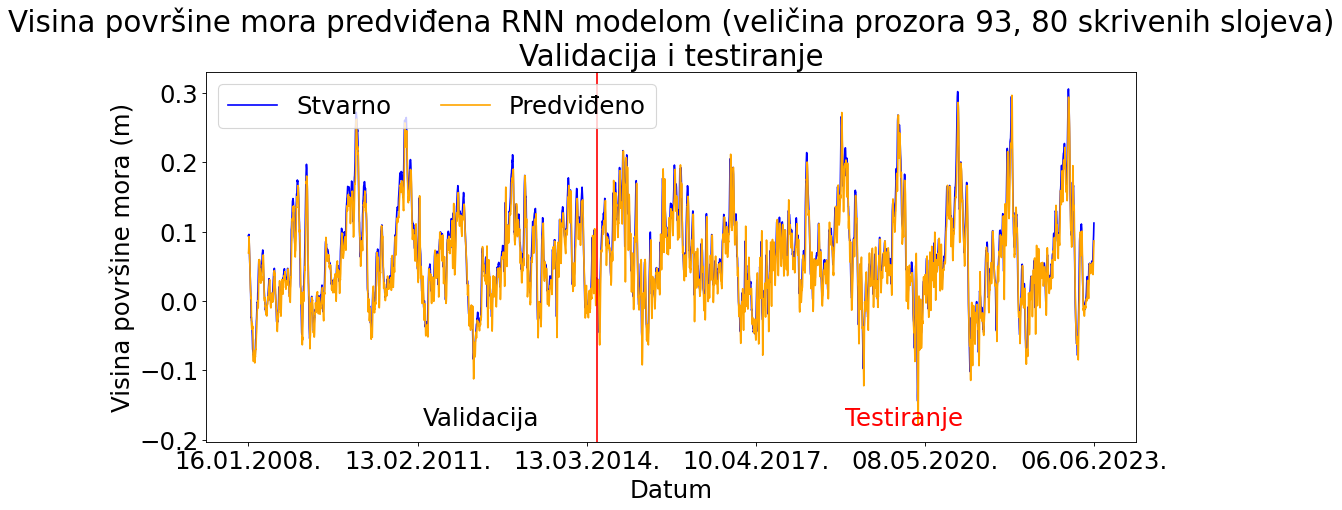 Visina površine mora predviđena RNN modelom (veličina prozora 93, 80 skrivenih slojeva)
Validacija i testiranje
Stvarno
Predviđeno
Visina površine mora (m)
0.3
0.2
0.1
0.0
−0.1
−0.2
Validacija
Testiranje
16.01.2008.
13.02.2011.
13.03.2014.
10.04.2017.
08.05.2020.
06.06.2023.
Datum